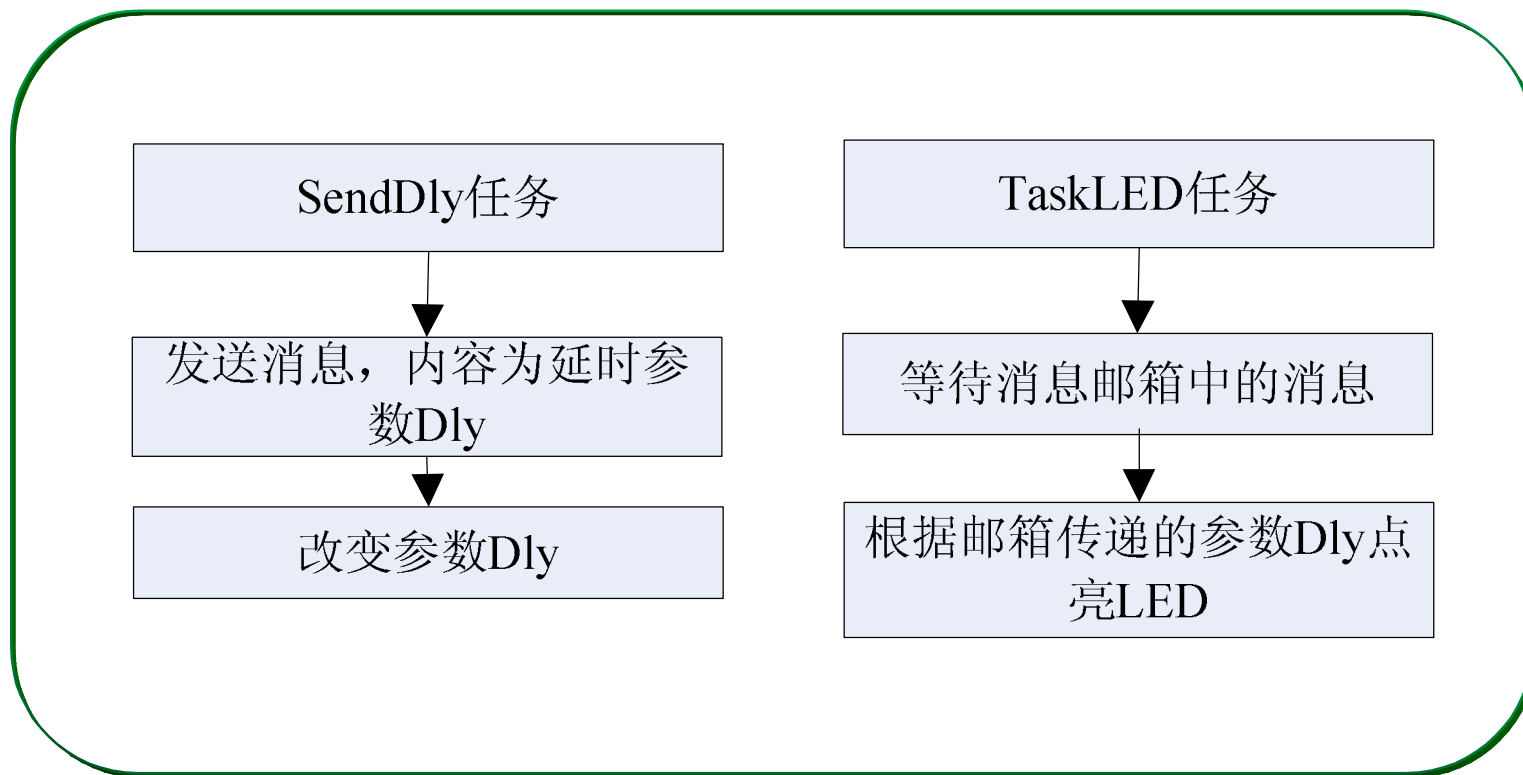 SendDly任务
发送消息，内容为延时参
数Dly
改变参数Dly
TaskLED任务
等待消息邮箱中的消息
根据邮箱传递的参数Dly点
亮LED